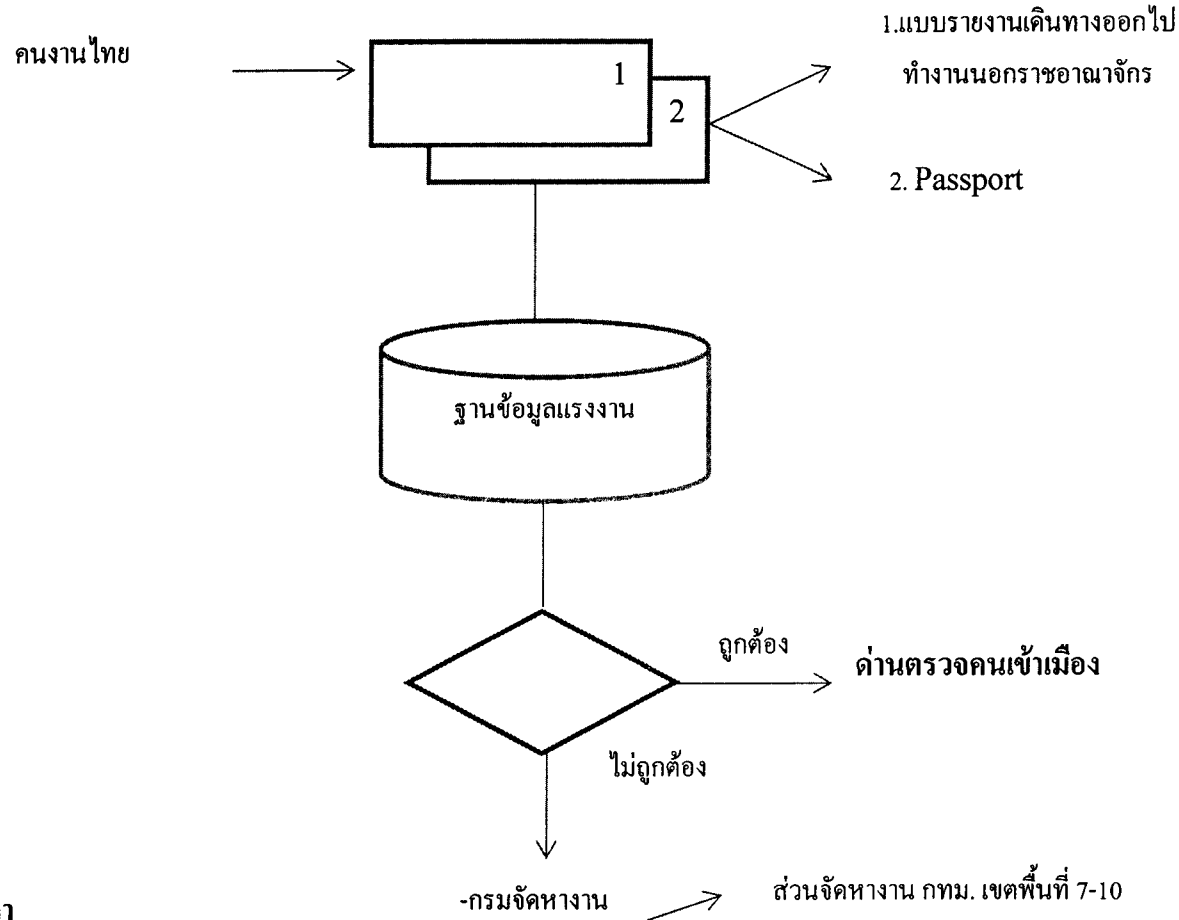 คนงานไทย
1.แบบรายงานเดินทางออกไป
ทำงานนอกราชอาณาจักร
1
2
2. Passport
ฐานข้อมูลแรงงาน
ถูกต้อง
ด่านตรวจคนเข้าเมือง
ไม่ถูกต้อง
-กรมจัดหางาน
ส่วนจัดหางาน กทม. เขตพื้นที่ 7-10